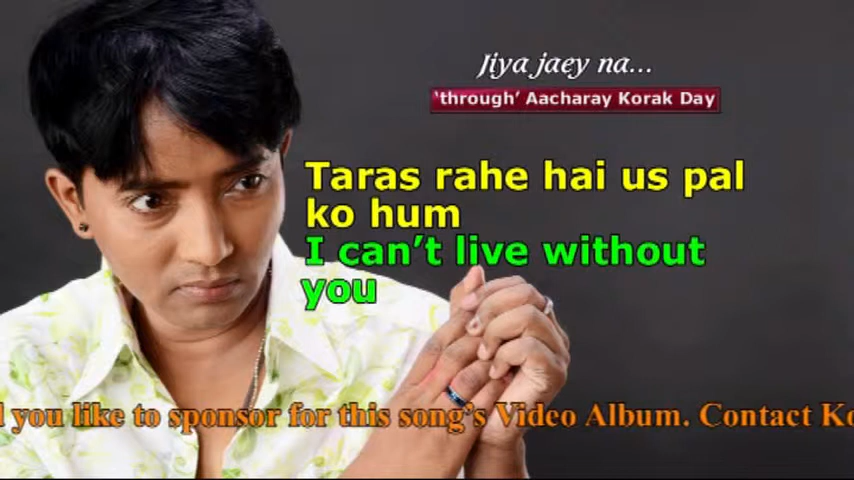 Jiya jaey na...
'through' Aacharay Korak Day
Taras rahe hai us pal
ko hum
I can't live without
you
you like to sponsor for this song's Video Album. Contact